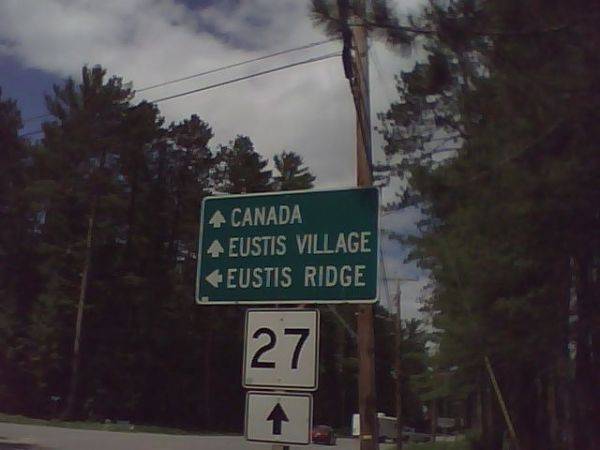 CANADA
EUSTIS VILLAGE
EUSTIS RIDGE
27